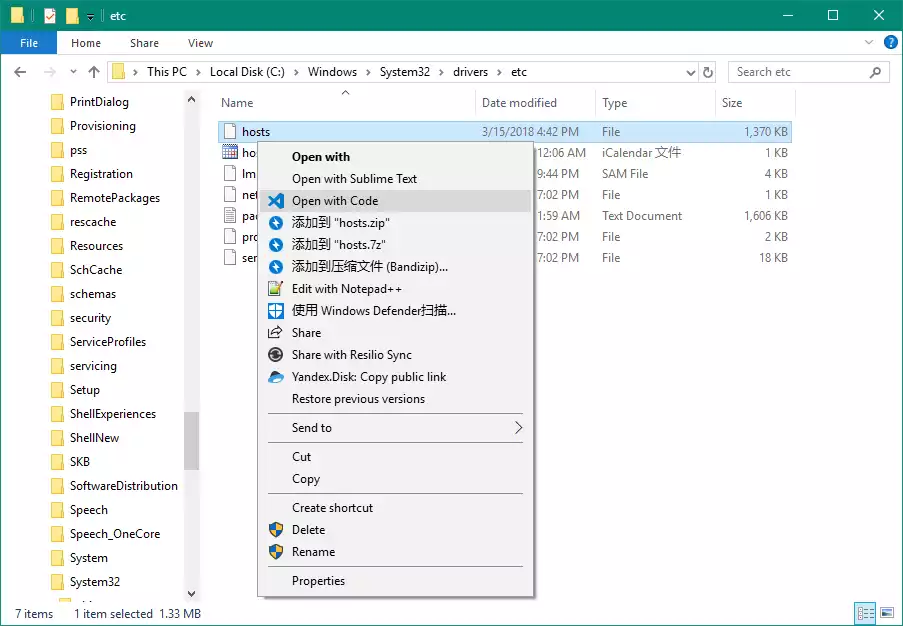 etc
File Home Share View
This PC > Local Disk (C:) > Windows > System32 > drivers > etc
Search etc
PrintDialog
Provisioning
pss
Registration
RemotePackages
rescache
Resources
SchCache
schemas
security
ServiceProfiles
servicing
Setup
ShellExperiences
ShellNew
SKB
SoftwareDistribution
Speech
Speech_OneCore
System
System32
Name Date modified Type Size
hosts 3/15/2018 4:42 PM File 1,370 KB
hos 12:06 AM iCalendar 文件 1 KB
lm 9:44 PM SAM File 4 KB
net 7:02 PM File 1 KB
pac 1:59 AM Text Document 1,606 KB
pro 7:02 PM File 2 KB
ser 7:02 PM File 18 KB
Open with
Open with Sublime Text
Open with Code
添加到 "hosts.zip"
添加到 "hosts.7z"
添加到压缩文件 (Bandizip)...
Edit with Notepad++
使用 Windows Defender扫描...
Share
Share with Resilio Sync
Yandex.Disk: Copy public link
Restore previous versions
Send to
Cut
Copy
Create shortcut
Delete
Rename
Properties
7 items 1 item selected 1.33 MB